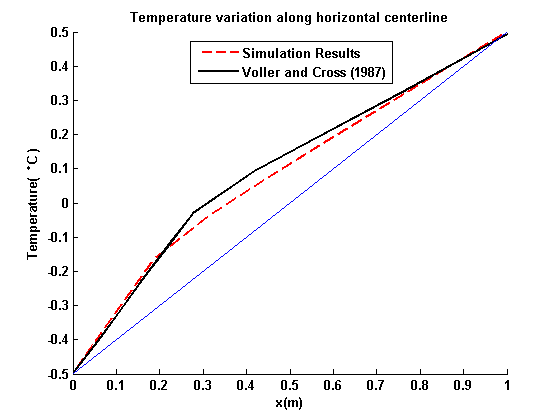 Temperature variation along horizontal centerline
0.5
Simulation Results
Voller and Cross (1987)
0.4
0.3
0.2
0.1
0
-0.1
-0.2
-0.3
-0.4
-0.5
Temperature( °C)
0 0.1 0.2 0.3 0.4 0.5 0.6 0.7 0.8 0.9 1
x(m)